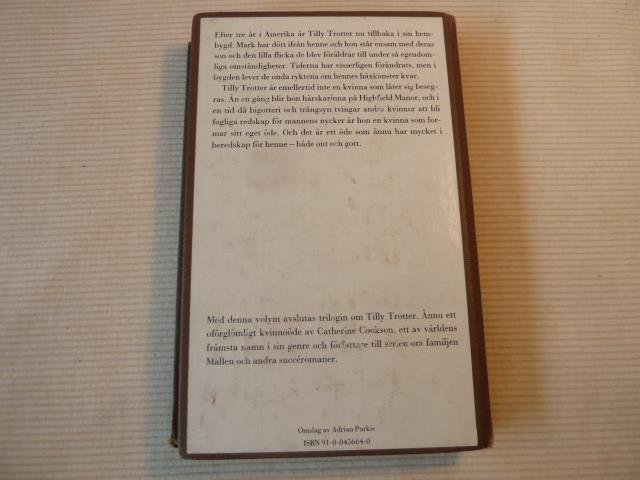 Efter tre år i Amerika är Tilly Trotter nu tillbaka i sin hem-
bygd. Mark har dött ifrån henne och hon står ensam med deras
son och den lilla flicka de blev föräldrar till under så egendom-
liga omständigheter. Tiderna har visserligen förändrats, men i
bygden lever de onda ryktena om hennes häxkonster kvar.
Tilly Trotter är emellertid inte en kvinna som låter sig beseg-
ras. Än en gång blir hon härskarinna på Highfield Manor, och i
en tid då bigotteri och trångsyn tvingar andra kvinnor att bli
fogliga redskap för mannens nycker är hon en kvinna som for-
mar sitt eget öde. Och det är ett öde som ännu har mycket i
beredskap för henne – både ont och gott.
Med denna volym avslutas trilogin om Tilly Trotter. Ännu ett
oförglömligt kvinnoöde av Catherine Cookson, ett av världens
främsta namn i sin genre och författare till serien om familjen
Mallen och andra succéromaner.
Omslag av Adrian Purkis
ISBN 91-0-045664-0